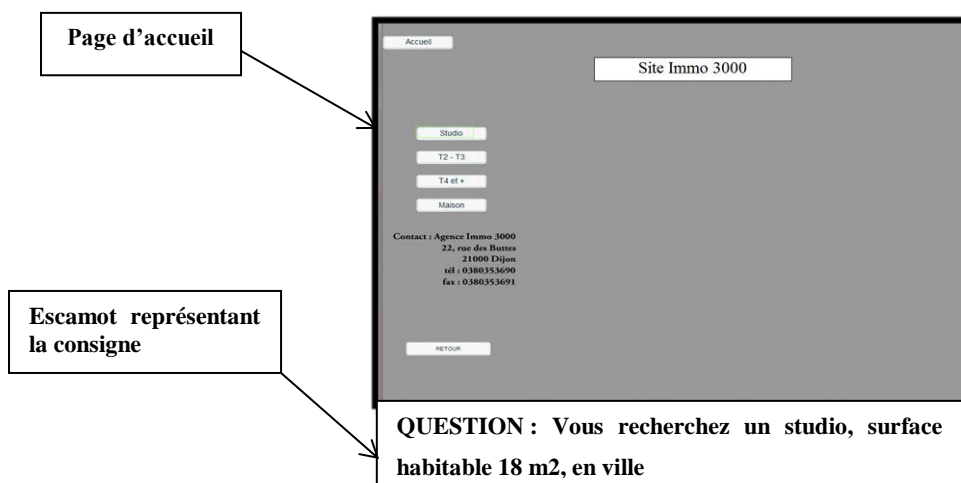 Page d'accueil
Accueil
Site Immo 3000
Studio
T2 - T3
T4 et +
Maison
Contact : Agence Immo 3000
22, rue des Buttes
21000 Dijon
tél : 0380353690
fax : 0380353691
Escamot représentant
la consigne
RETOUR
QUESTION : Vous recherchez un studio, surface
habitable 18 m2, en ville